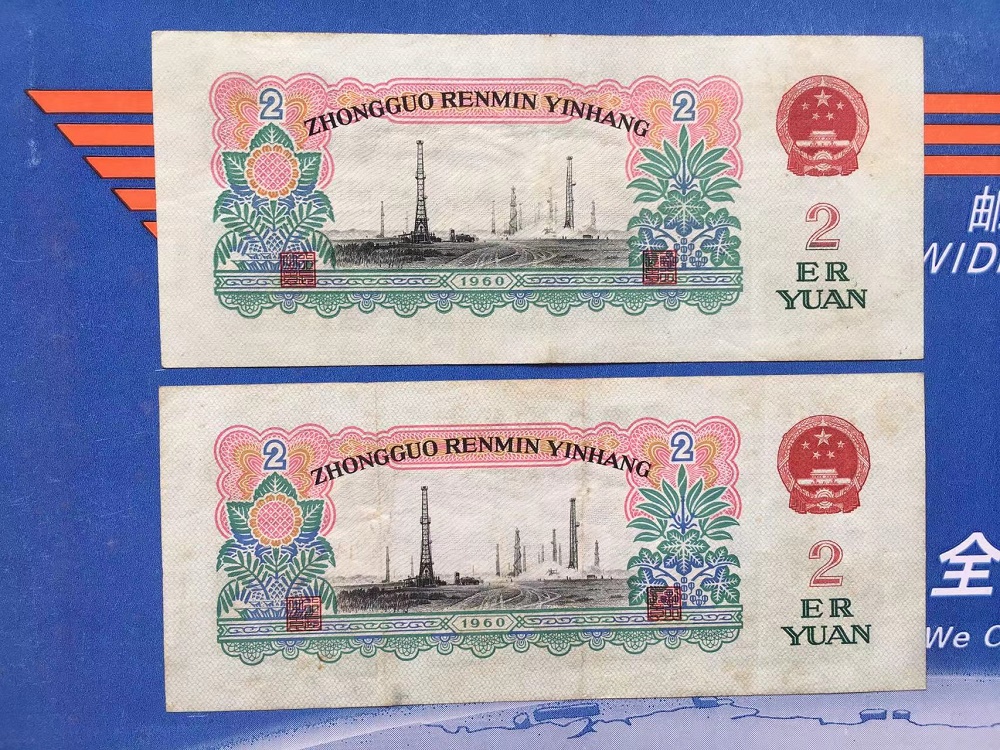 2
2
ZHONGGUO RENMIN YINHANG
1960
2
ER
YUAN
邮
WID
2
2
ZHONGGUO RENMIN YINHANG
1960
2
ER
YUAN
全
We C